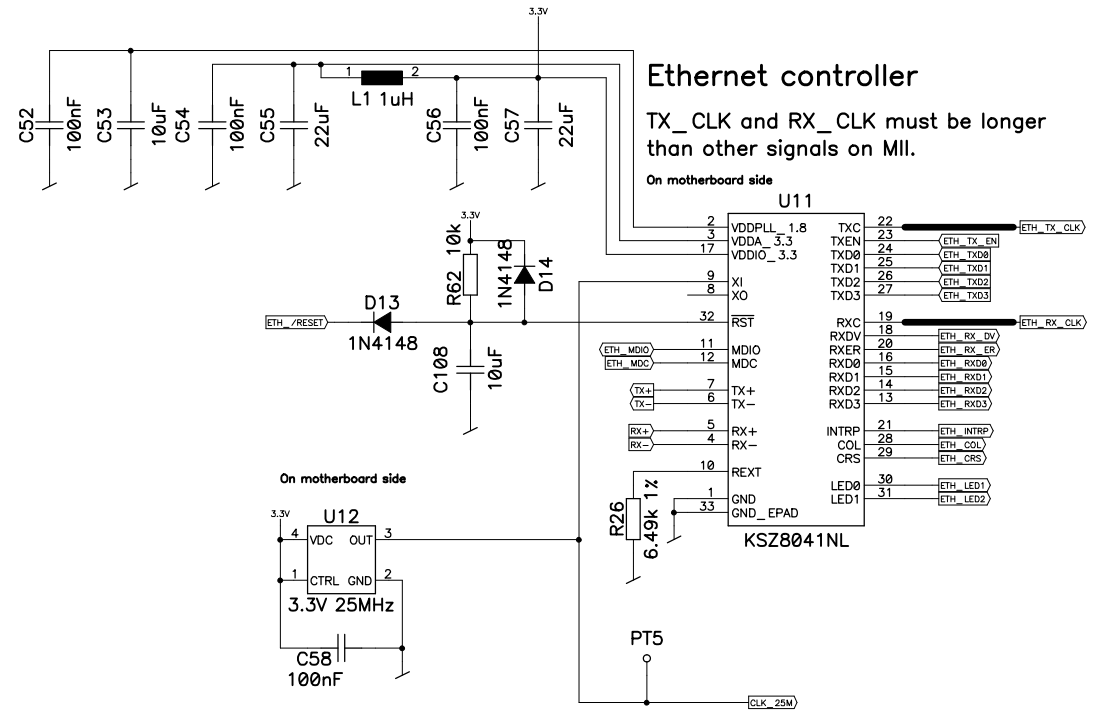 3.3V
C52
100nF
C53
10uF
C54
100nF
C55
22uF
1
2
L1 1uH
C56
100nF
C57
22uF
Ethernet controller
TX_CLK and RX_CLK must be longer
than other signals on MII.
On motherboard side
U11
2 VDDPLL_1.8
3 VDDA_3.3
17 VDDIO_3.3
9 XI
8 XO
32 RST
11 MDIO
12 MDC
7 TX+
6 TX-
5 RX+
4 RX-
10 REXT
1 GND
33 GND_EPAD
TXC 22 ETH_TX_CLK
TXEN 23 ETH_TX_EN
TXD0 24 ETH_TXD0
TXD1 25 ETH_TXD1
TXD2 26 ETH_TXD2
TXD3 27 ETH_TXD3
RXC 19 ETH_RX_CLK
RXDV 18 ETH_RX_DV
RXER 20 ETH_RX_ER
RXD0 16 ETH_RXD0
RXD1 15 ETH_RXD1
RXD2 14 ETH_RXD2
RXD3 13 ETH_RXD3
INTRP 21 ETH_INTRP
COL 28 ETH_COL
CRS 29 ETH_CRS
LED0 30 ETH_LED1
LED1 31 ETH_LED2
KSZ8041NL
3.3V
R62
10k
1N4148
D14
ETH_/RESET
D13
1N4148
C108
10uF
ETH_MDIO
ETH_MDC
TX+
TX-
RX+
RX-
R26
6.49k 1%
On motherboard side
3.3V
U12
4 VDC OUT 3
1 CTRL GND 2
3.3V 25MHz
C58
100nF
PT5
CLK_25M